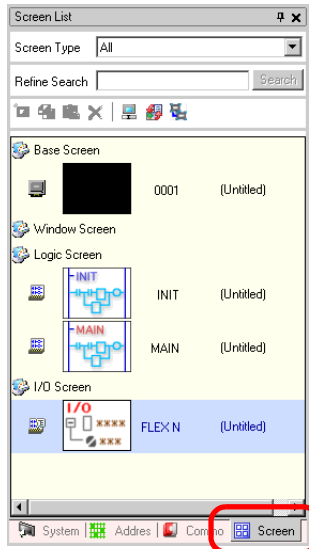 Screen List
Screen Type All
Refine Search Search
Base Screen
0001 (Untitled)
Window Screen
Logic Screen
INIT
INIT (Untitled)
MAIN
MAIN (Untitled)
I/O Screen
I/O
****
***
FLEX N (Untitled)
System Addres Commo Screen